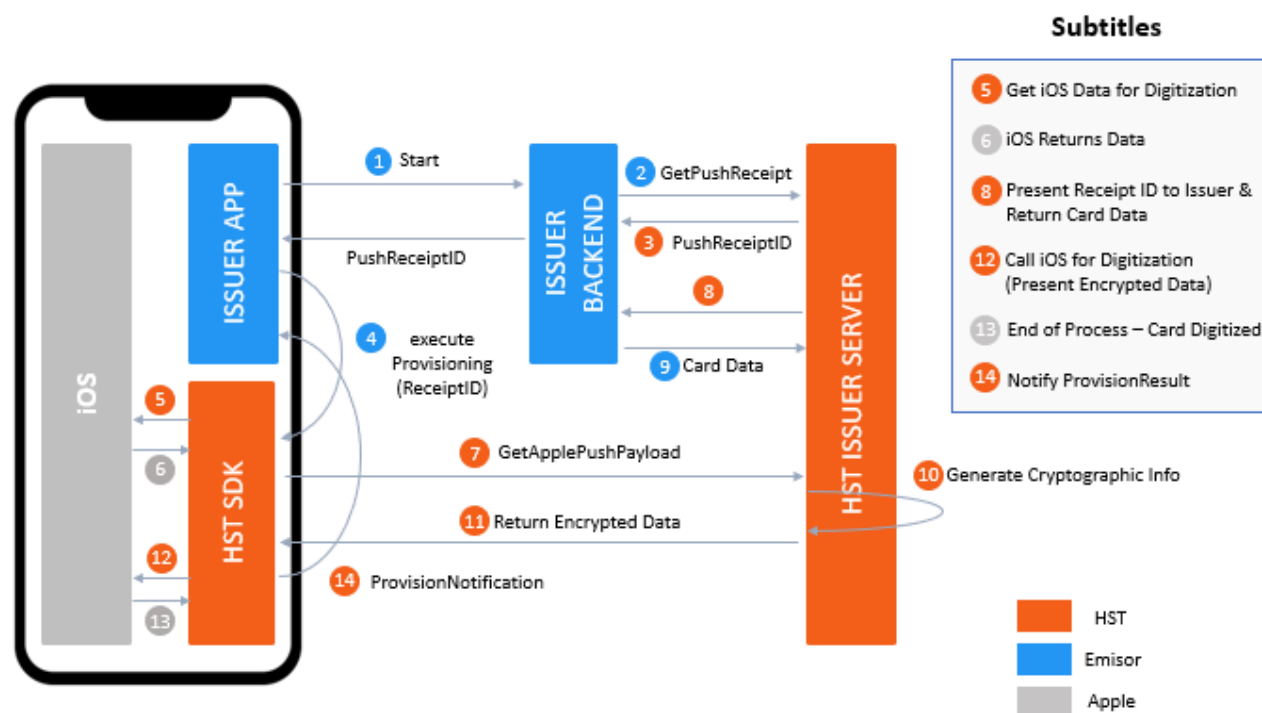 Subtitles
5 Get iOS Data for Digitization
6 iOS Returns Data
8 Present Receipt ID to Issuer &
Return Card Data
12 Call iOS for Digitization
(Present Encrypted Data)
13 End of Process – Card Digitized
14 Notify ProvisionResult
iOS
ISSUER APP
HST SDK
ISSUER
BACKEND
HST ISSUER SERVER
1 Start
2 GetPushReceipt
3 PushReceiptID
PushReceiptID
8
4 execute
Provisioning
(ReceiptID)
9 Card Data
5
6
7 GetApplePushPayload
10 Generate Cryptographic Info
11 Return Encrypted Data
12
13
14 ProvisionNotification
HST
Emisor
Apple